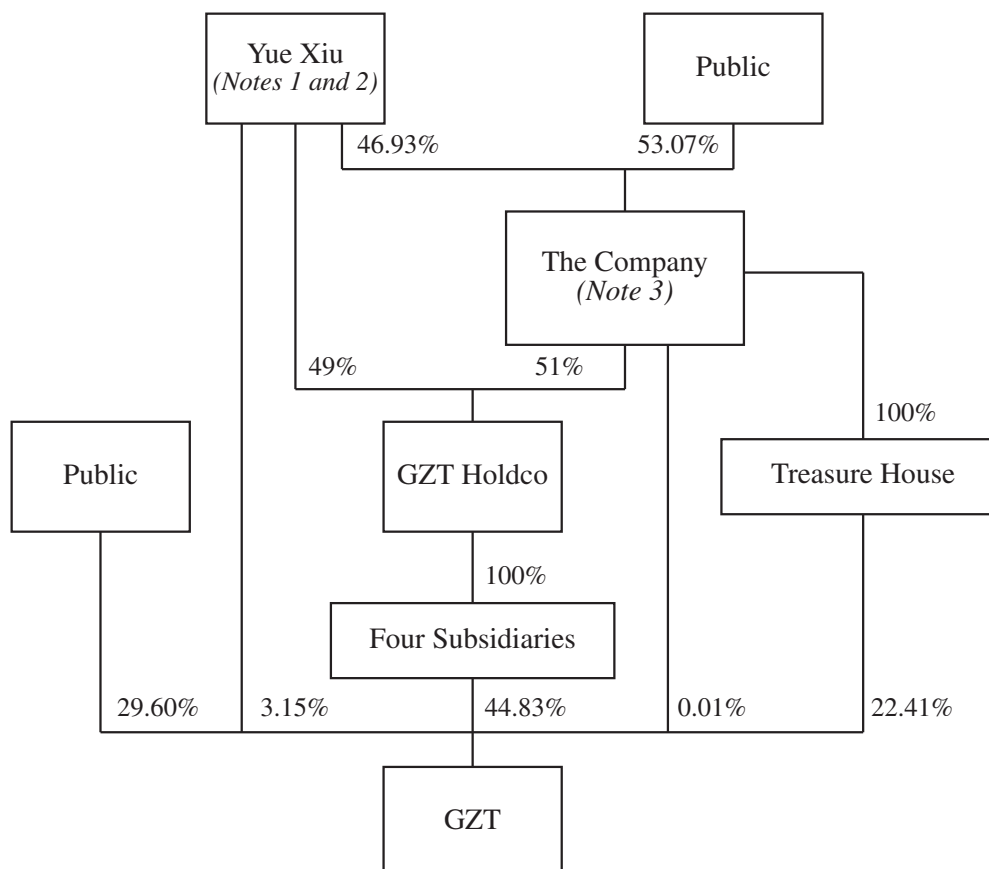 Yue Xiu
(Notes 1 and 2)
Public
46.93%
53.07%
The Company
(Note 3)
49%
51%
100%
Public
GZT Holdco
Treasure House
100%
Four Subsidiaries
29.60%
3.15%
44.83%
0.01%
22.41%
GZT